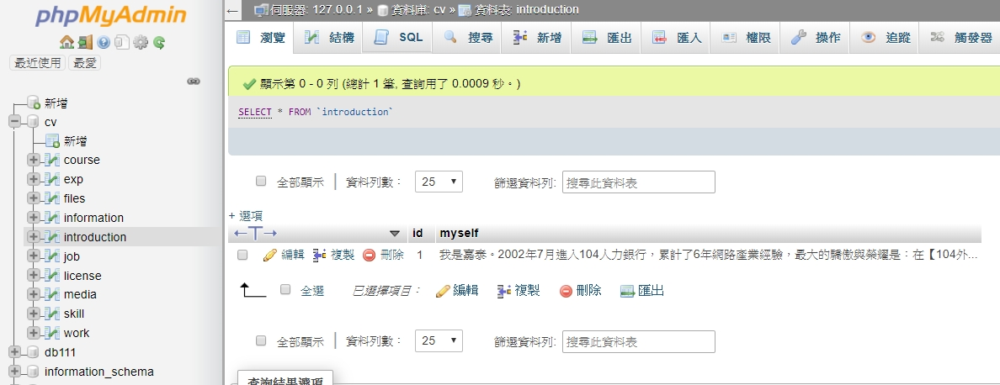 phpMyAdmin
最近使用 最愛
新增
cv
新增
course
exp
files
information
introduction
job
license
media
skill
work
db111
information_schema
伺服器: 127.0.0.1 » 資料庫: cv » 資料表: introduction
瀏覽 結構 SQL 搜尋 新增 匯出 匯入 權限 操作 追蹤 觸發器
顯示第 0 - 0 列 (總計 1 筆, 查詢用了 0.0009 秒。)
SELECT * FROM `introduction`
全部顯示 | 資料列數： 25 篩選資料列: 搜尋此資料表
+ 選項
←T→ id myself
編輯 複製 刪除 1 我是嘉泰。2002年7月進入104人力銀行，累計了6年網路產業經驗，最大的驕傲與榮耀是：在【104外...
全選 已選擇項目： 編輯 複製 刪除 匯出
全部顯示 | 資料列數： 25 篩選資料列: 搜尋此資料表
查詢結果選項